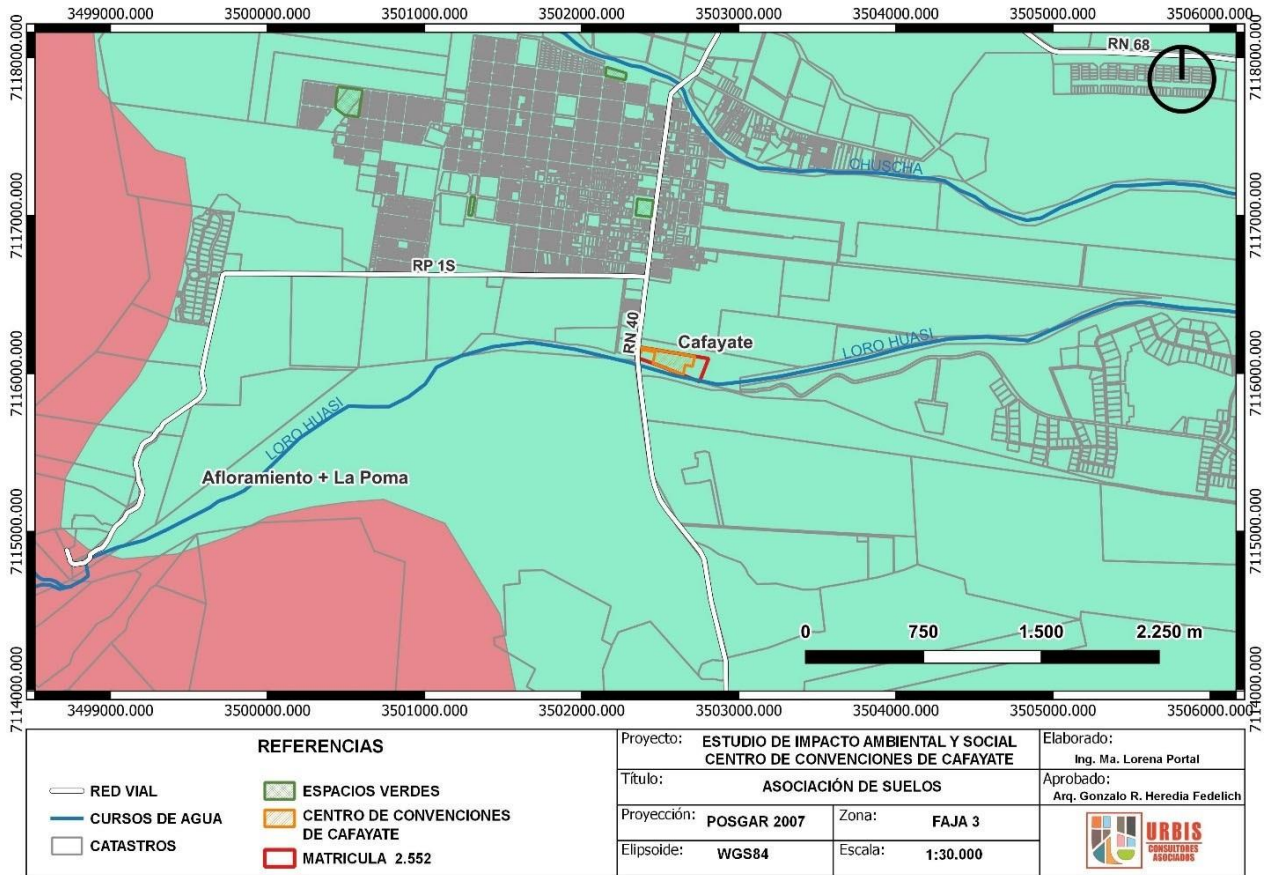 3499000.000 3500000.000 3501000.000 3502000.000 3503000.000 3504000.000 3505000.000 3506000.000
7118000.000
7117000.000
7116000.000
7115000.000
7114000.000
RN 68
CHUSCHA
RP 1S
RN 40
Cafayate
LORO HUASI
LORO HUASI
Afloramiento + La Poma
0 750 1.500 2.250 m
7118000.000
7117000.000
7116000.000
7115000.000
7114000.000
3499000.000 3500000.000 3501000.000 3502000.000 3503000.000 3504000.000 3505000.000 3506000.000
REFERENCIAS
RED VIAL
CURSOS DE AGUA
CATASTROS
ESPACIOS VERDES
CENTRO DE CONVENCIONES
DE CAFAYATE
MATRICULA 2.552
Proyecto: ESTUDIO DE IMPACTO AMBIENTAL Y SOCIAL
CENTRO DE CONVENCIONES DE CAFAYATE
Título: ASOCIACIÓN DE SUELOS
Proyección: POSGAR 2007 Zona: FAJA 3
Elipsoide: WGS84 Escala: 1:30.000
Elaborado:
Ing. Ma. Lorena Portal
Aprobado:
Arq. Gonzalo R. Heredia Fedelich
URBIS
CONSULTORES
ASOCIADOS